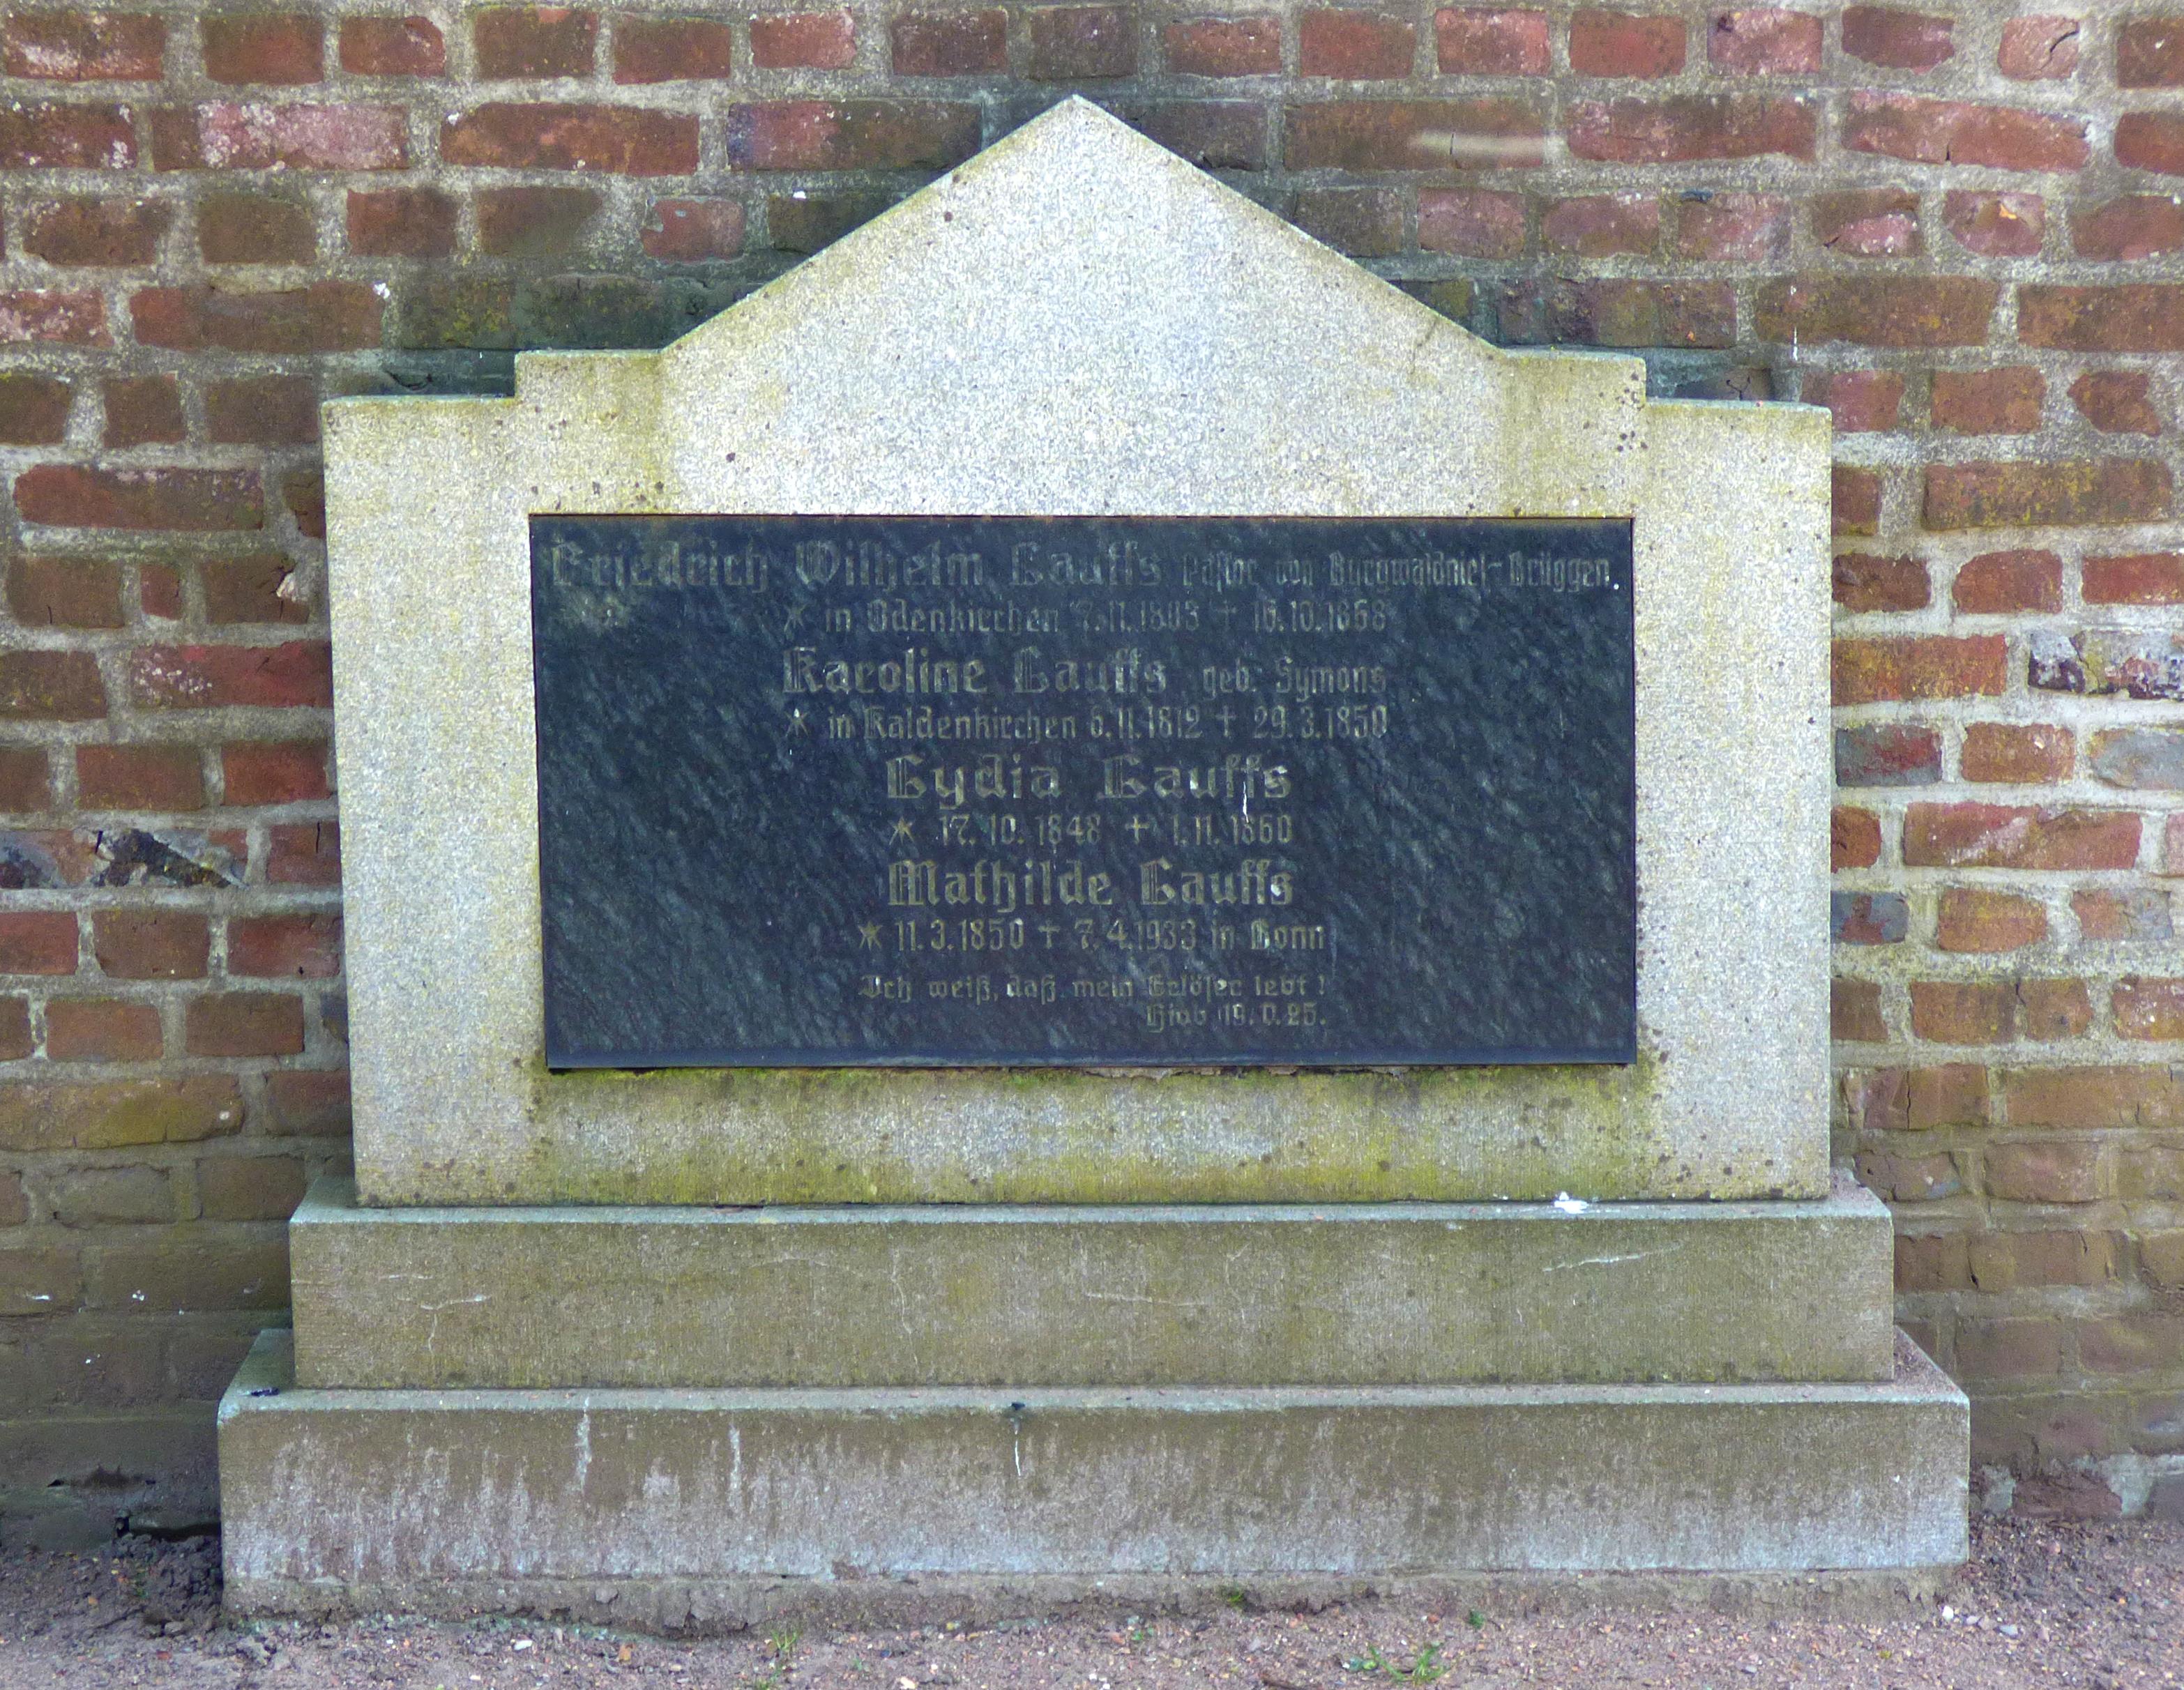 Friedrich Wilhelm Lauffs Pastor von Burgwaldniel-Brüggen.
* in Odenkirchen 7.11.1803 † 16.10.1868
Karoline Lauffs geb. Symons
* in Kaldenkirchen 6.11.1812 † 29.3.1850
Lydia Lauffs
* 17.10.1848 † 1.11.1860
Mathilde Lauffs
* 11.3.1850 † 7.4.1933 in Bonn
Ich weiß, daß mein Erlöser lebt!
Hiob 19.V.25.